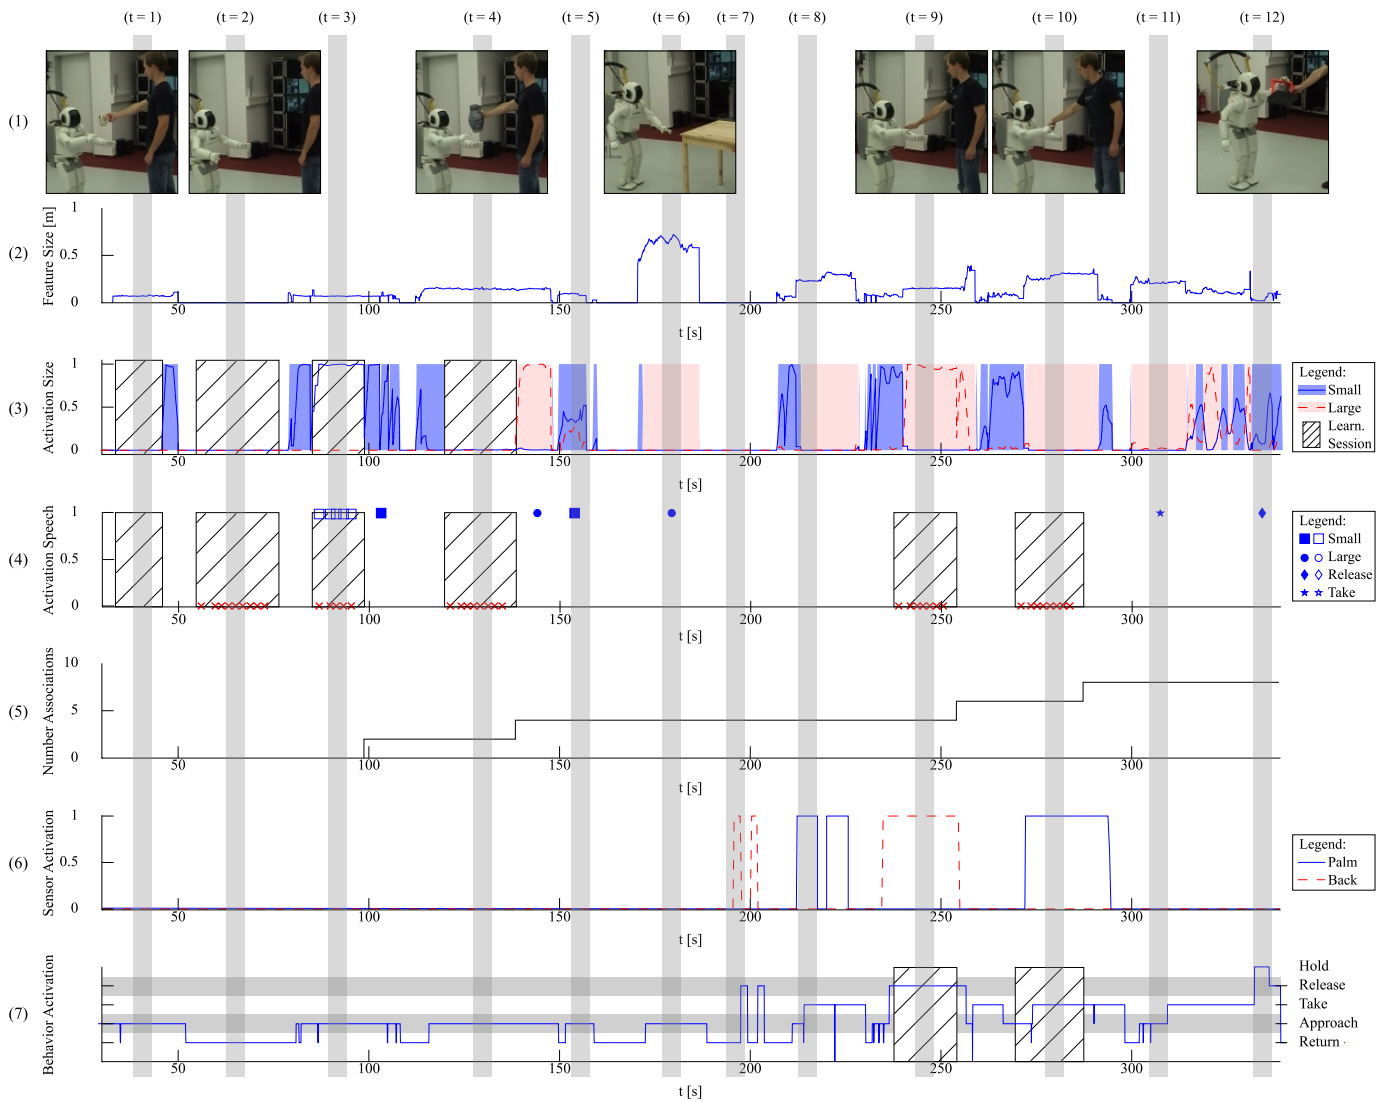 (t = 1) (t = 2) (t = 3) (t = 4) (t = 5) (t = 6) (t = 7) (t = 8) (t = 9) (t = 10) (t = 11) (t = 12)
(1)
(2)
Feature Size [m]
1
0.5
0
50 100 150 200 250 300
t [s]
(3)
Activation Size
1
0.5
0
50 100 150 200 250 300
t [s]
Legend:
Small
Large
Learn.
Session
(4)
Activation Speech
1
0.5
0
50 100 150 200 250 300
t [s]
Legend:
Small
Large
Release
Take
(5)
Number Associations
10
5
0
50 100 150 200 250 300
t [s]
(6)
Sensor Activation
1
0.5
0
50 100 150 200 250 300
t [s]
Legend:
Palm
Back
(7)
Behavior Activation
Hold
Release
Take
Approach
Return
50 100 150 200 250 300
t [s]